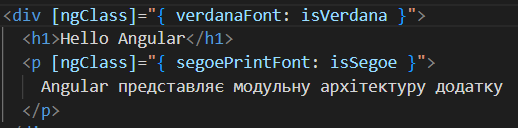 <div [ngClass]="{ verdanaFont: isVerdana }">
<h1>Hello Angular</h1>
<p [ngClass]="{ segoePrintFont: isSegoe }">
Angular представляє модульну архітектуру додатку
</p>